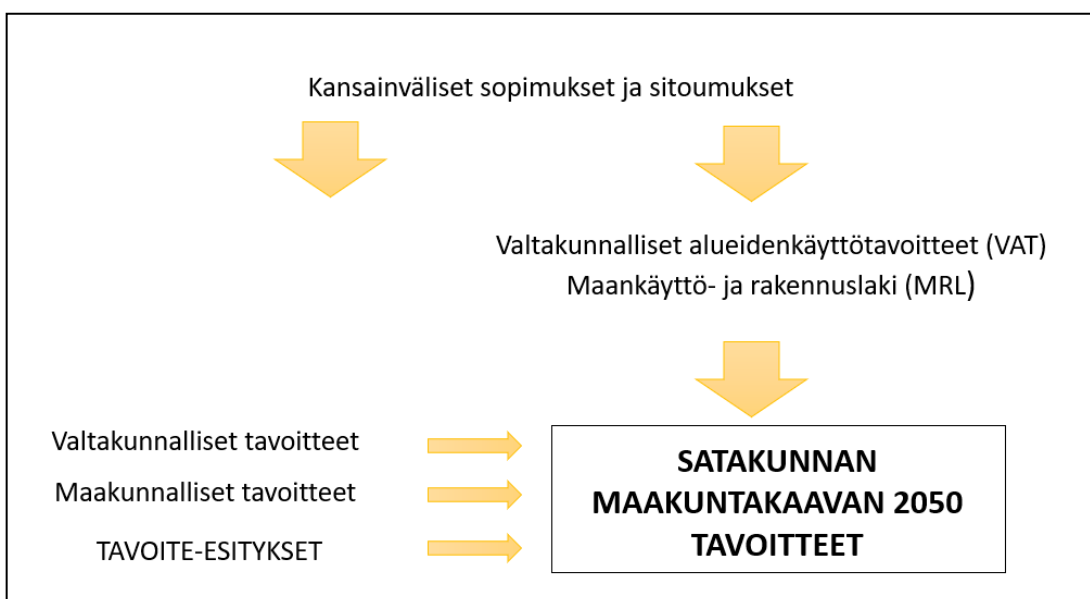 Kansainväliset sopimukset ja sitoumukset
Valtakunnalliset alueidenkäyttötavoitteet (VAT)
Maankäyttö- ja rakennuslaki (MRL)
Valtakunnalliset tavoitteet
Maakunnalliset tavoitteet
TAVOITE-ESITYKSET
SATAKUNNAN
MAAKUNTAKAAVAN 2050
TAVOITTEET